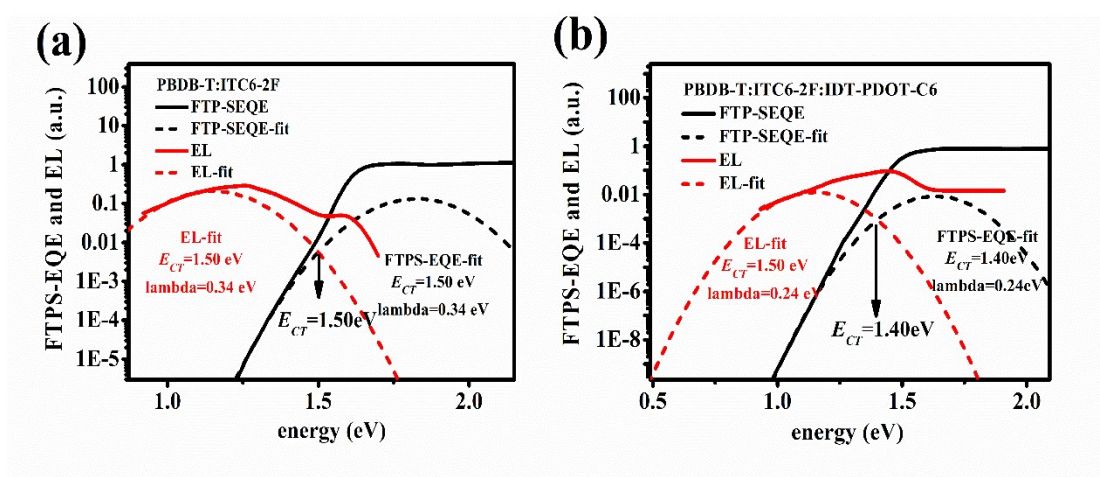 (a)
FTPS-EQE and EL (a.u.)
100
10
1
0.1
0.01
1E-3
1E-4
1E-5
PBDB-T:ITC6-2F
FTP-SEQE
FTP-SEQE-fit
EL
EL-fit
EL-fit
E_CT=1.50 eV
lambda=0.34 eV
FTPS-EQE-fit
E_CT=1.50 eV
lambda=0.34 eV
E_CT=1.50eV
1.0
1.5
2.0
energy (eV)
(b)
FTPS-EQE and EL (a.u.)
100
1
0.01
1E-4
1E-6
1E-8
PBDB-T:ITC6-2F:IDT-PDOT-C6
FTP-SEQE
FTP-SEQE-fit
EL
EL-fit
EL-fit
E_CT=1.50 eV
lambda=0.24 eV
FTPS-EQE-fit
E_CT=1.40eV
lambda=0.24eV
E_CT=1.40eV
0.5
1.0
1.5
2.0
energy (eV)